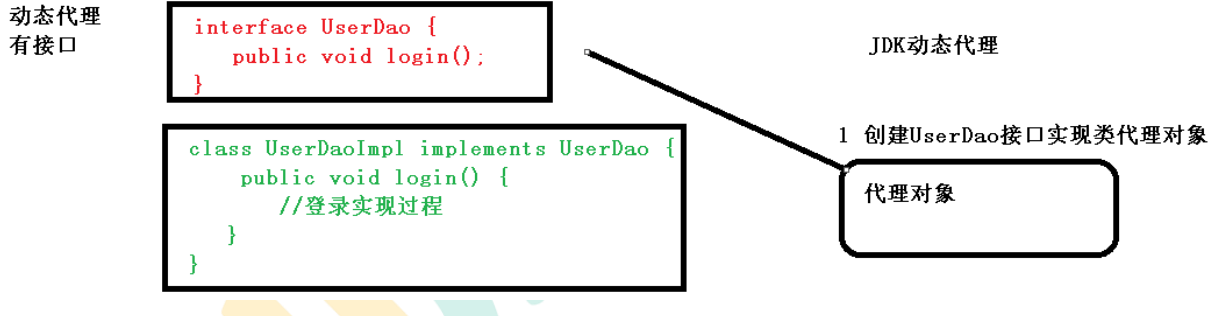 动态代理
有接口
interface UserDao {
public void login();
}
class UserDaoImpl implements UserDao {
public void login() {
//登录实现过程
}
}
JDK动态代理
1 创建UserDao接口实现类代理对象
代理对象